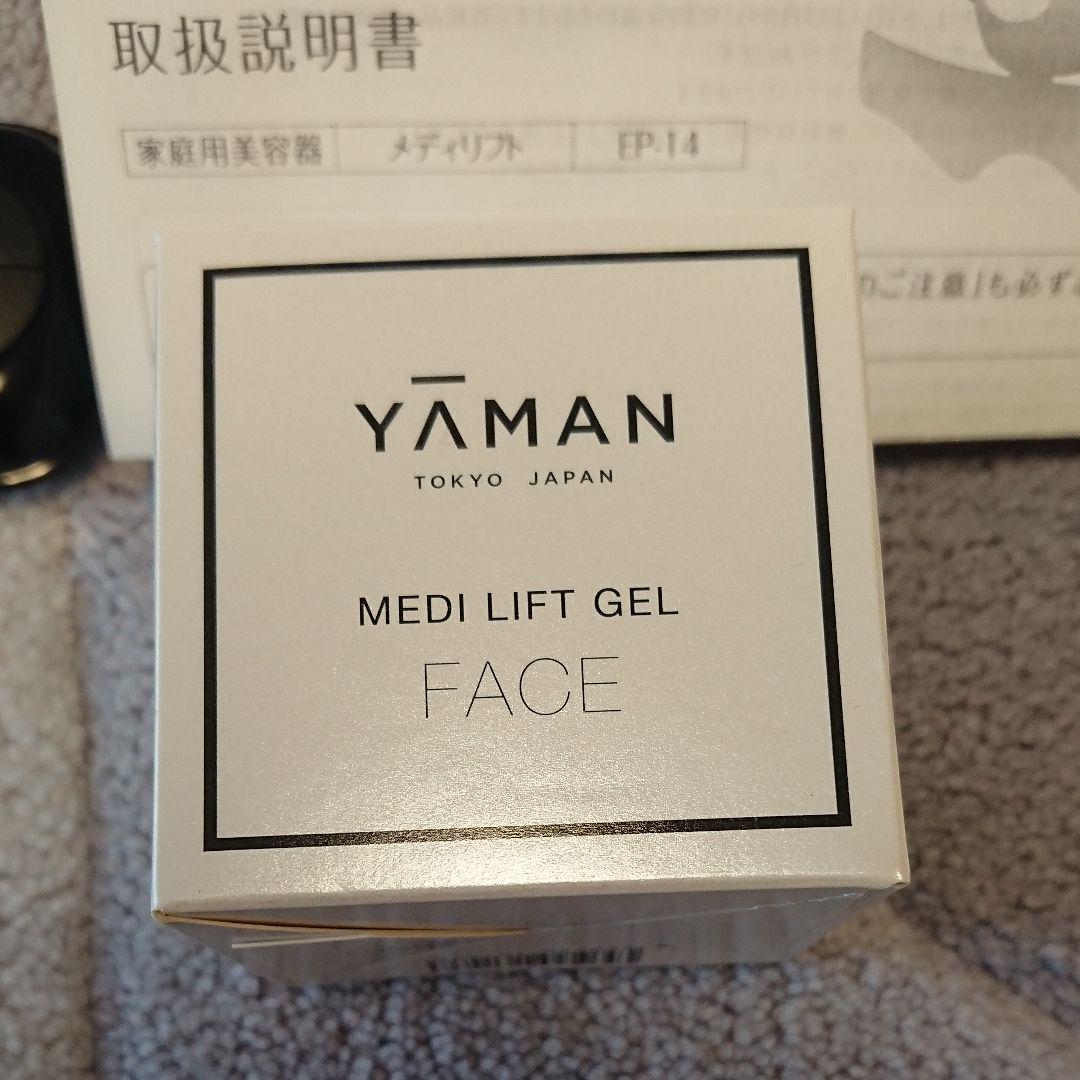 取扱説明書
家庭用美容器 メディリフト EP-14
のご注意」も必ず
YĀMAN
TOKYO JAPAN
MEDI LIFT GEL
FACE